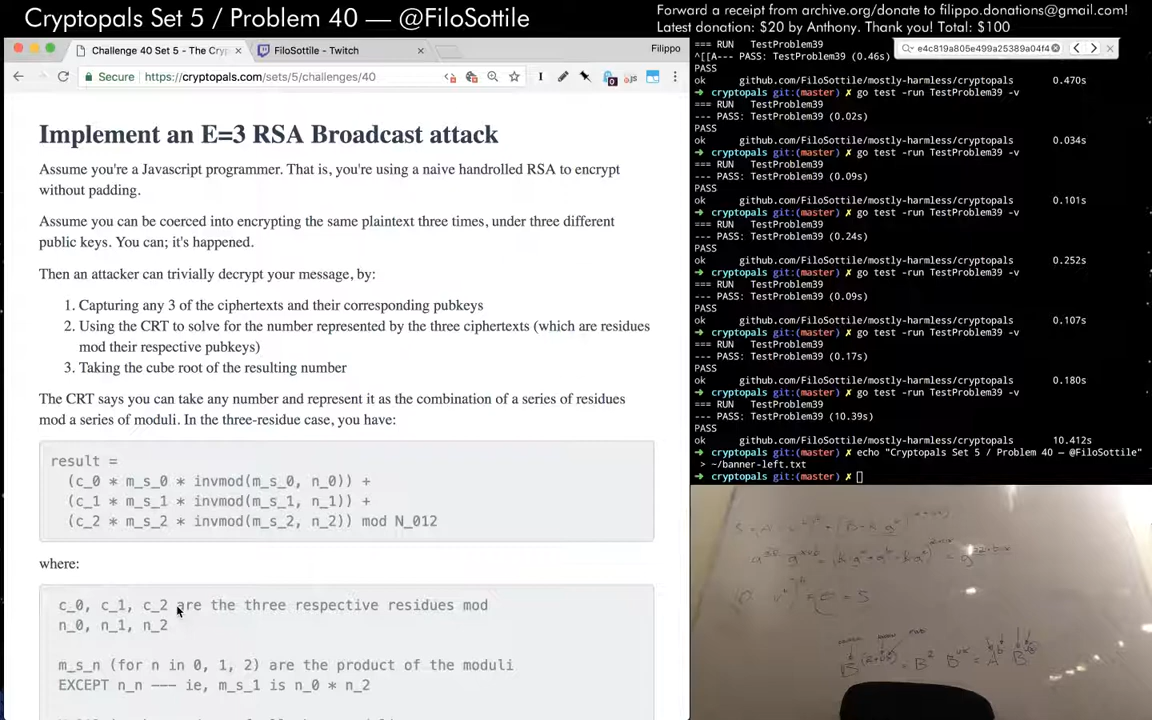 Cryptopals Set 5 / Problem 40 — @FiloSottile
Forward a receipt from archive.org/donate to filippo.donations@gmail.com!
Latest donation: $20 by Anthony. Thank you! Total: $100
Challenge 40 Set 5 - The Cry
FiloSottile - Twitch
Filippo
Secure
https://cryptopals.com/sets/5/challenges/40
Implement an E=3 RSA Broadcast attack
Assume you're a Javascript programmer. That is, you're using a naive handrolled RSA to encrypt
without padding.
Assume you can be coerced into encrypting the same plaintext three times, under three different
public keys. You can; it's happened.
Then an attacker can trivially decrypt your message, by:
1. Capturing any 3 of the ciphertexts and their corresponding pubkeys
2. Using the CRT to solve for the number represented by the three ciphertexts (which are residues
mod their respective pubkeys)
3. Taking the cube root of the resulting number
The CRT says you can take any number and represent it as the combination of a series of residues
mod a series of moduli. In the three-residue case, you have:
result =
(c_0 * m_s_0 * invmod(m_s_0, n_0)) +
(c_1 * m_s_1 * invmod(m_s_1, n_1)) +
(c_2 * m_s_2 * invmod(m_s_2, n_2)) mod N_012
where:
c_0, c_1, c_2 are the three respective residues mod
n_0, n_1, n_2
m_s_n (for n in 0, 1, 2) are the product of the moduli
EXCEPT n_n --- ie, m_s_1 is n_0 * n_2
e4c819a805e499a25389a04f4
=== RUN   TestProblem39
^[[A--- PASS: TestProblem39 (0.46s)
PASS
ok github.com/FiloSottile/mostly-harmless/cryptopals 0.470s
➜ cryptopals git:(master) ✗ go test -run TestProblem39 -v
=== RUN   TestProblem39
--- PASS: TestProblem39 (0.02s)
PASS
ok github.com/FiloSottile/mostly-harmless/cryptopals 0.034s
➜ cryptopals git:(master) ✗ go test -run TestProblem39 -v
=== RUN   TestProblem39
--- PASS: TestProblem39 (0.09s)
PASS
ok github.com/FiloSottile/mostly-harmless/cryptopals 0.101s
➜ cryptopals git:(master) ✗ go test -run TestProblem39 -v
=== RUN   TestProblem39
--- PASS: TestProblem39 (0.24s)
PASS
ok github.com/FiloSottile/mostly-harmless/cryptopals 0.252s
➜ cryptopals git:(master) ✗ go test -run TestProblem39 -v
=== RUN   TestProblem39
--- PASS: TestProblem39 (0.09s)
PASS
ok github.com/FiloSottile/mostly-harmless/cryptopals 0.107s
➜ cryptopals git:(master) ✗ go test -run TestProblem39 -v
=== RUN   TestProblem39
--- PASS: TestProblem39 (0.17s)
PASS
ok github.com/FiloSottile/mostly-harmless/cryptopals 0.180s
➜ cryptopals git:(master) ✗ go test -run TestProblem39 -v
=== RUN   TestProblem39
--- PASS: TestProblem39 (10.39s)
PASS
ok github.com/FiloSottile/mostly-harmless/cryptopals 10.412s
➜ cryptopals git:(master) ✗ echo "Cryptopals Set 5 / Problem 40 — @FiloSottile"
> ~/banner-left.txt
➜ cryptopals git:(master) ✗